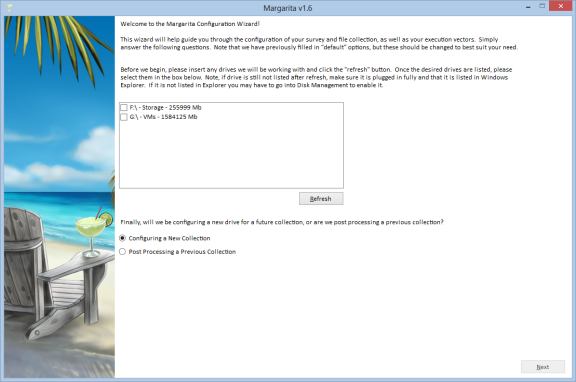 Margarita v1.6
Welcome to the Margarita Configuration Wizard!
This wizard will help guide you through the configuration of your survey and file collection, as well as your execution vectors.  Simply
answer the following questions.  Note that we have previously filled in "default" options, but these should be changed to best suit your need.
Before we begin, please insert any drives we will be working with and click the "refresh" button.  Once the desired drives are listed, please
select them in the box below.  Note, if drive is still not listed after refresh, make sure it is plugged in fully and that it is listed in Windows
Explorer.  If it is not listed in Explorer you may have to go into Disk Management to enable it.
F:\ - Storage - 255999 Mb
G:\ - VMs - 1584125 Mb
Refresh
Finally, will we be configuring a new drive for a future collection, or are we post processing a previous collection?
Configuring a New Collection
Post Processing a Previous Collection
Next